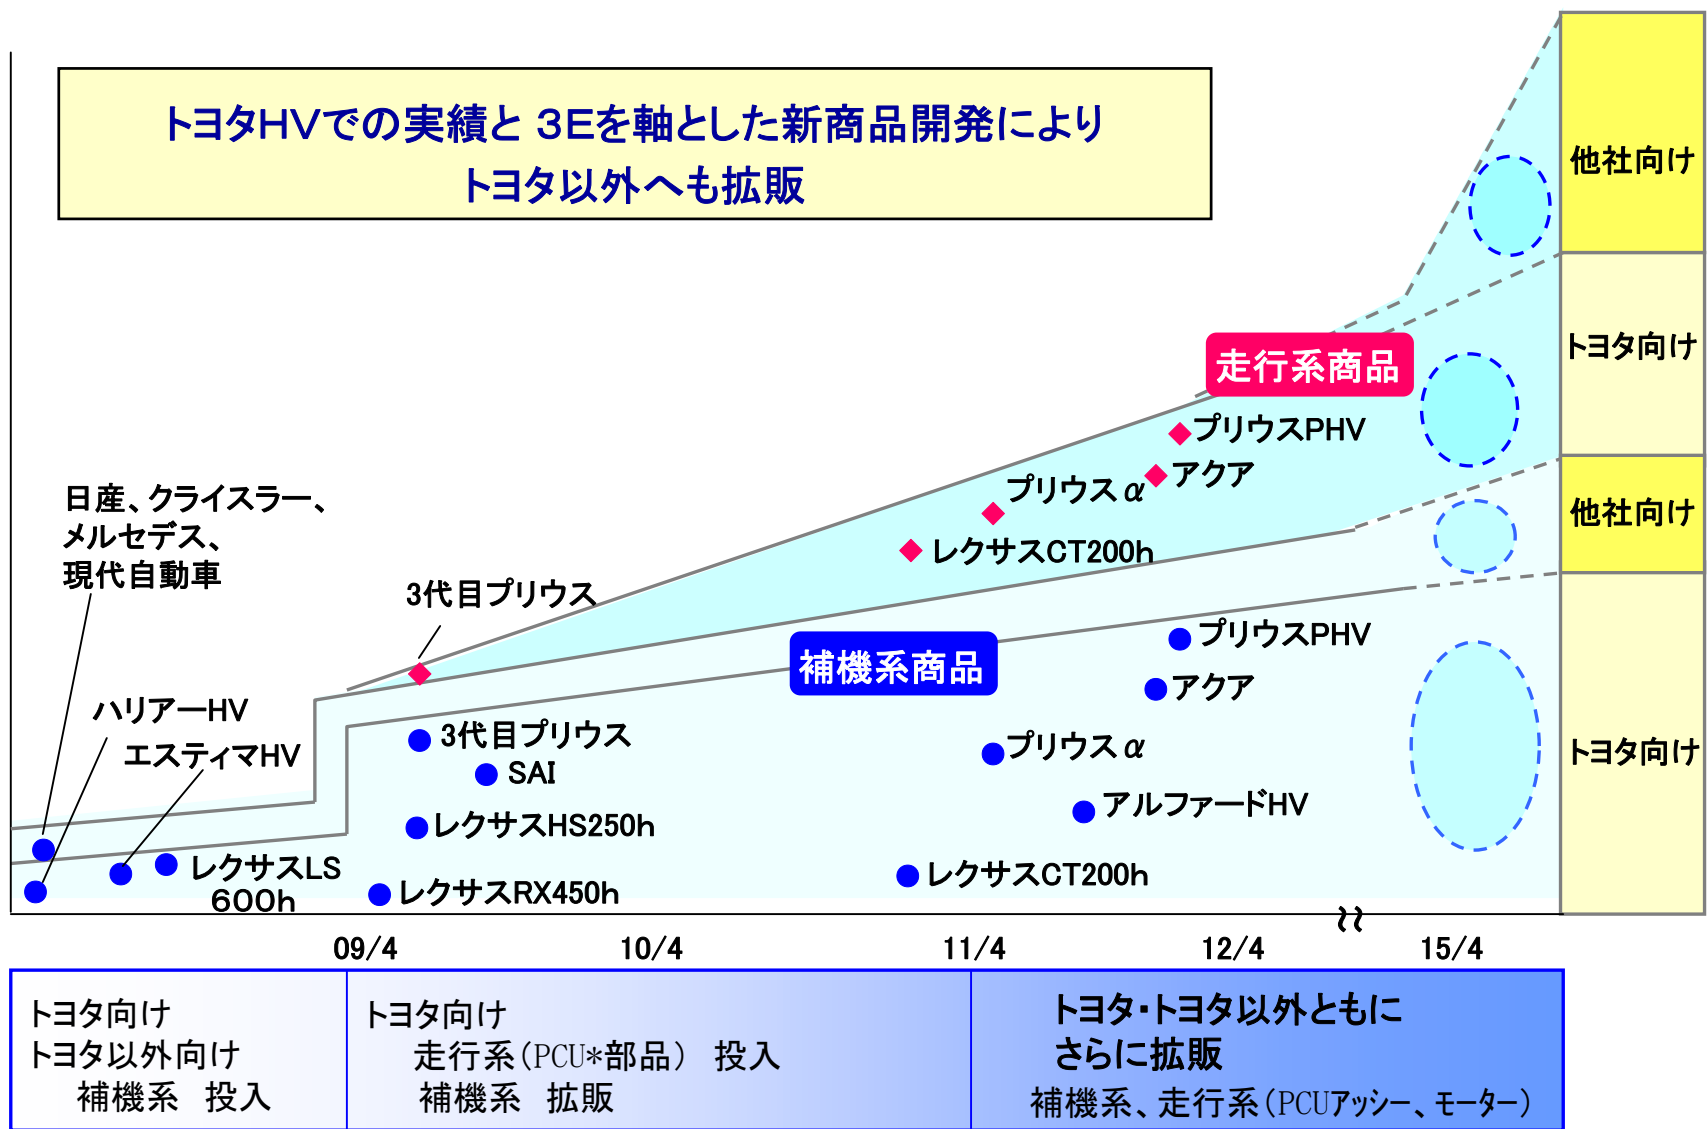 トヨタHVでの実績と 3Eを軸とした新商品開発により
トヨタ以外へも拡販
他社向け
トヨタ向け
他社向け
トヨタ向け
走行系商品
プリウスPHV
アクア
プリウスα
レクサスCT200h
3代目プリウス
日産、クライスラー、
メルセデス、
現代自動車
補機系商品
プリウスPHV
アクア
プリウスα
アルファードHV
レクサスCT200h
3代目プリウス
SAI
レクサスHS250h
レクサスRX450h
ハリアーHV
エスティマHV
レクサスLS
600h
09/4
10/4
11/4
12/4
15/4
トヨタ向け
トヨタ以外向け
補機系 投入
トヨタ向け
走行系(PCU*部品) 投入
補機系 拡販
トヨタ・トヨタ以外ともに
さらに拡販
補機系、走行系(PCUアッシー、モーター)